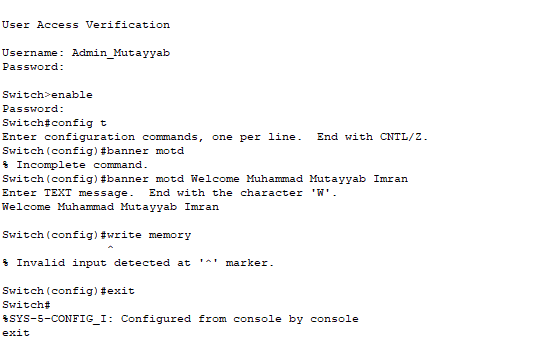 User Access Verification
Username: Admin_Mutayyab
Password:
Switch>enable
Password:
Switch#config t
Enter configuration commands, one per line.  End with CNTL/Z.
Switch(config)#banner motd
% Incomplete command.
Switch(config)#banner motd Welcome Muhammad Mutayyab Imran
Enter TEXT message.  End with the character 'W'.
Welcome Muhammad Mutayyab Imran
Switch(config)#write memory
^
% Invalid input detected at '^' marker.
Switch(config)#exit
Switch#
%SYS-5-CONFIG_I: Configured from console by console
exit